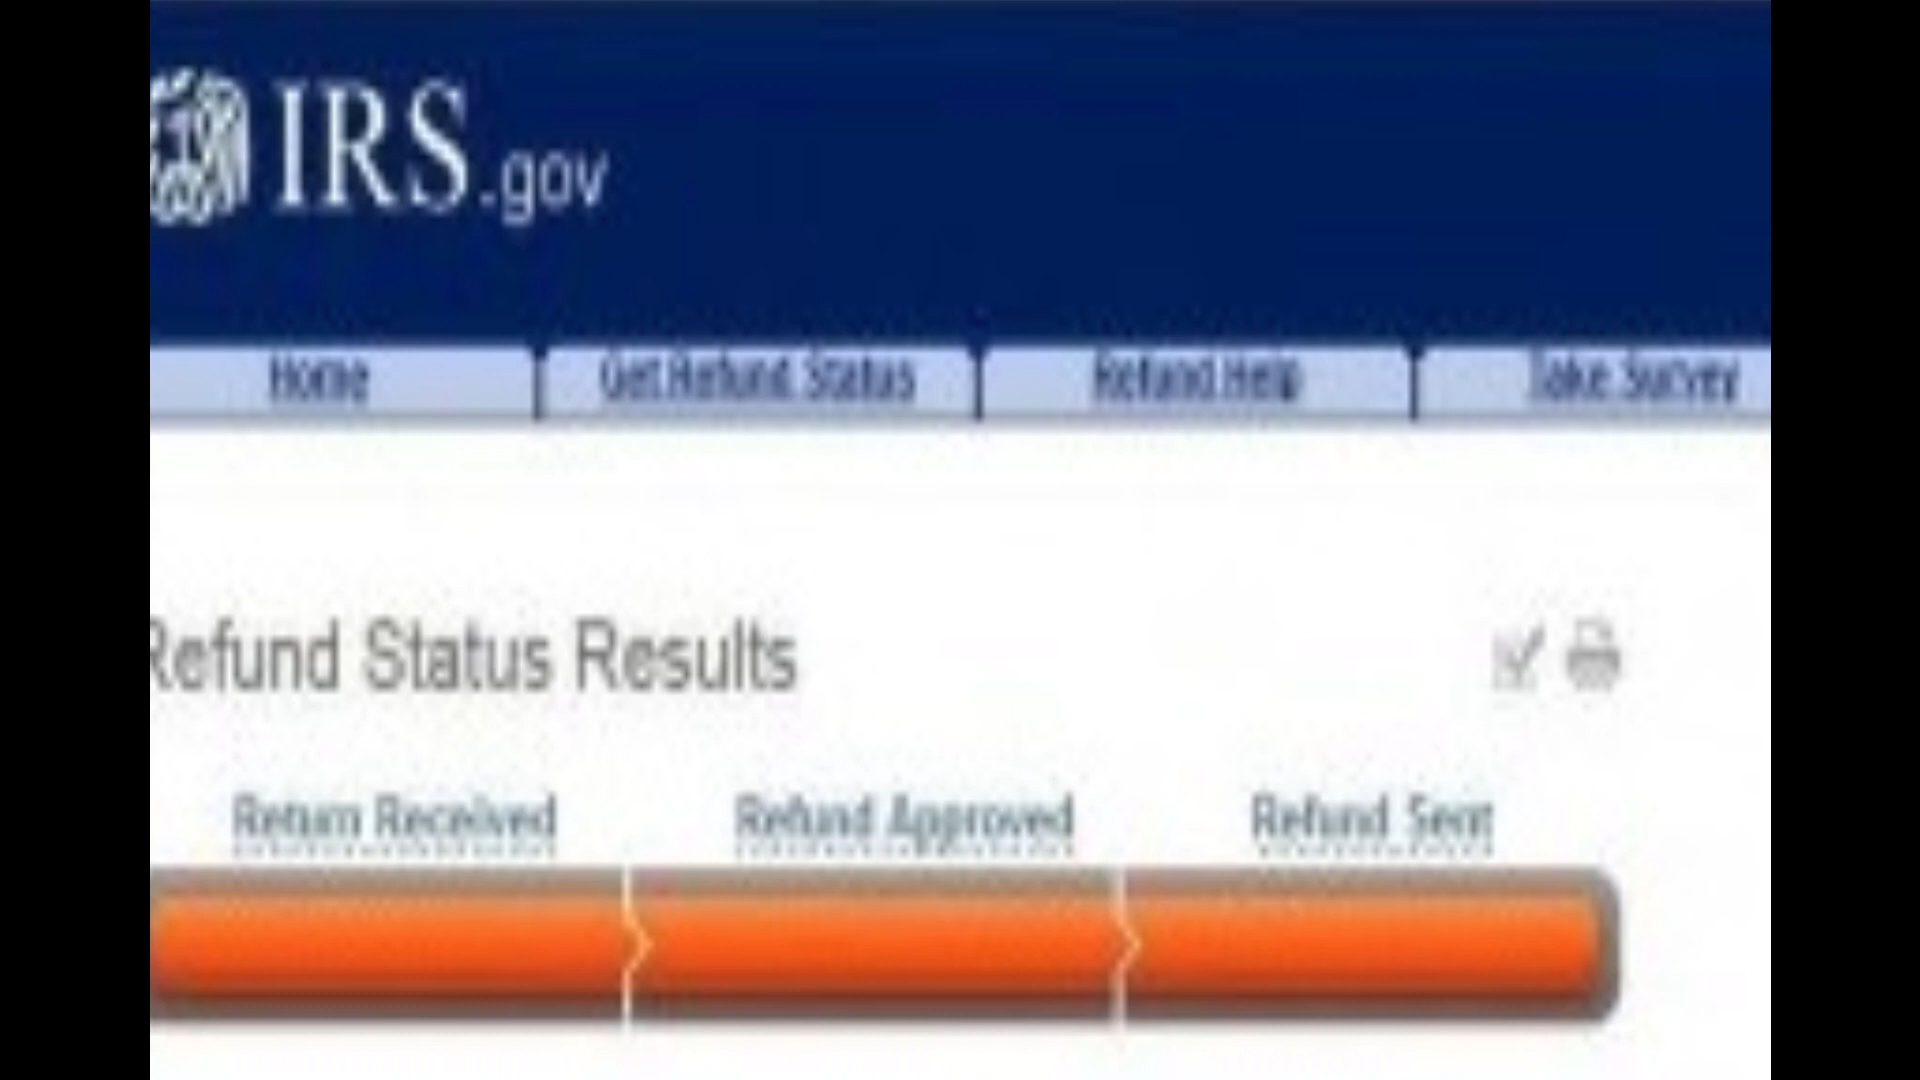 IRS.gov
Home Get Refund Status Refund Help Take Survey
Refund Status Results
Return Received Refund Approved Refund Sent